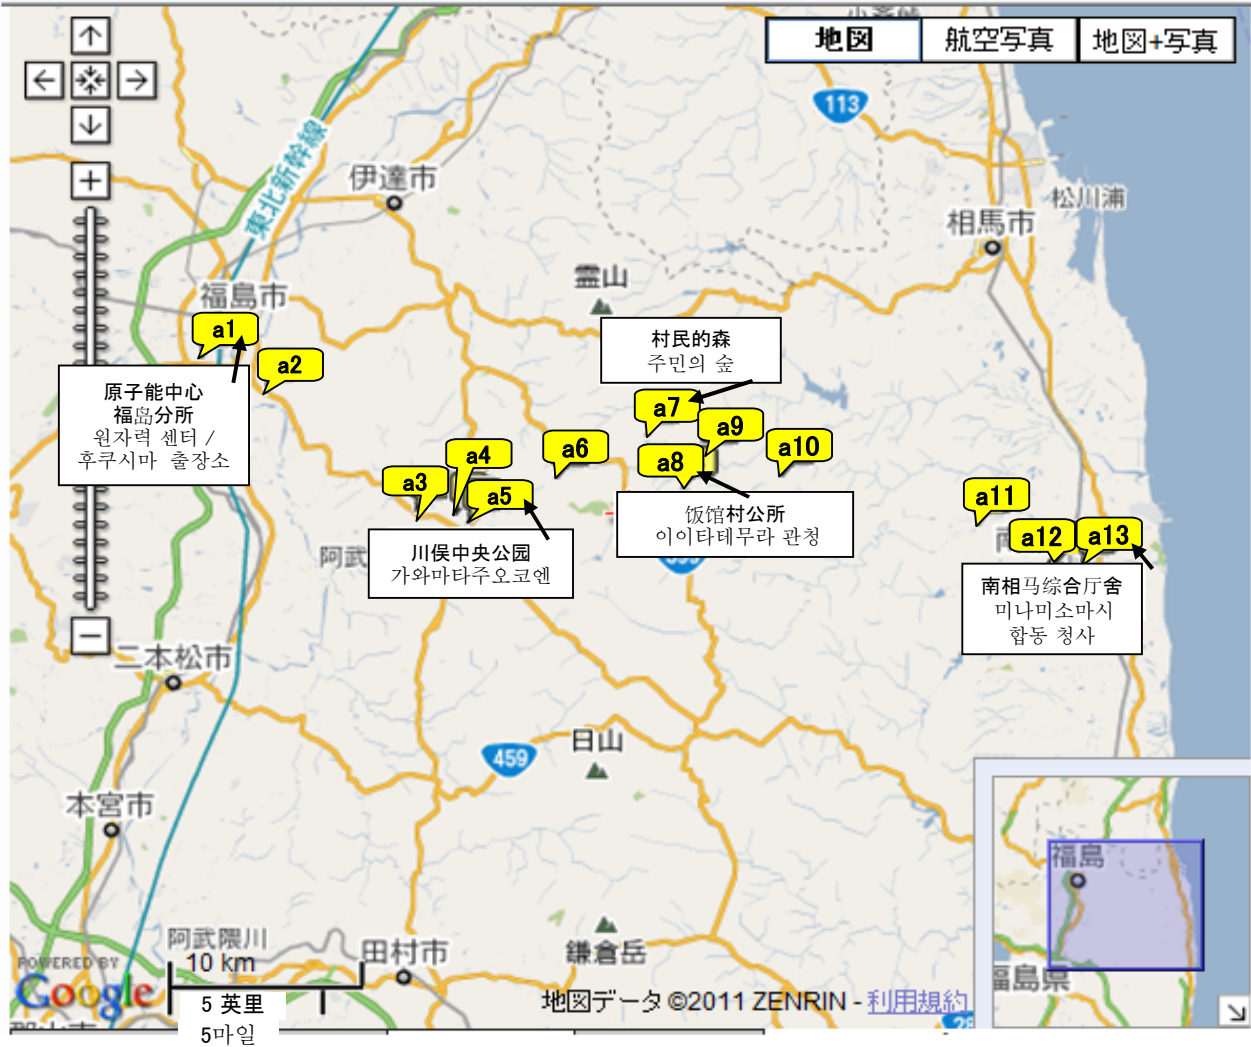 地図
航空写真
地図+写真
113
伊達市
東北新幹線
松川浦
相馬市
福島市
霊山
a1
a2
村民的森
주민의 숲
原子能中心
福岛分所
원자력 센터 /
후쿠시마 출장소
a7
a9
a10
a6
a8
a4
a3
a5
a11
a12
a13
饭馆村公所
이이타테무라 관청
川俣中央公园
가와마타주오코엔
阿武
南相马综合厅舍
미나미소마시
합동 청사
二本松市
日山
459
本宮市
福島
阿武隈川
10 km
田村市
鎌倉岳
福島県
POWERED BY
Google
5 英里
5마일
地図データ ©2011 ZENRIN - 利用規約